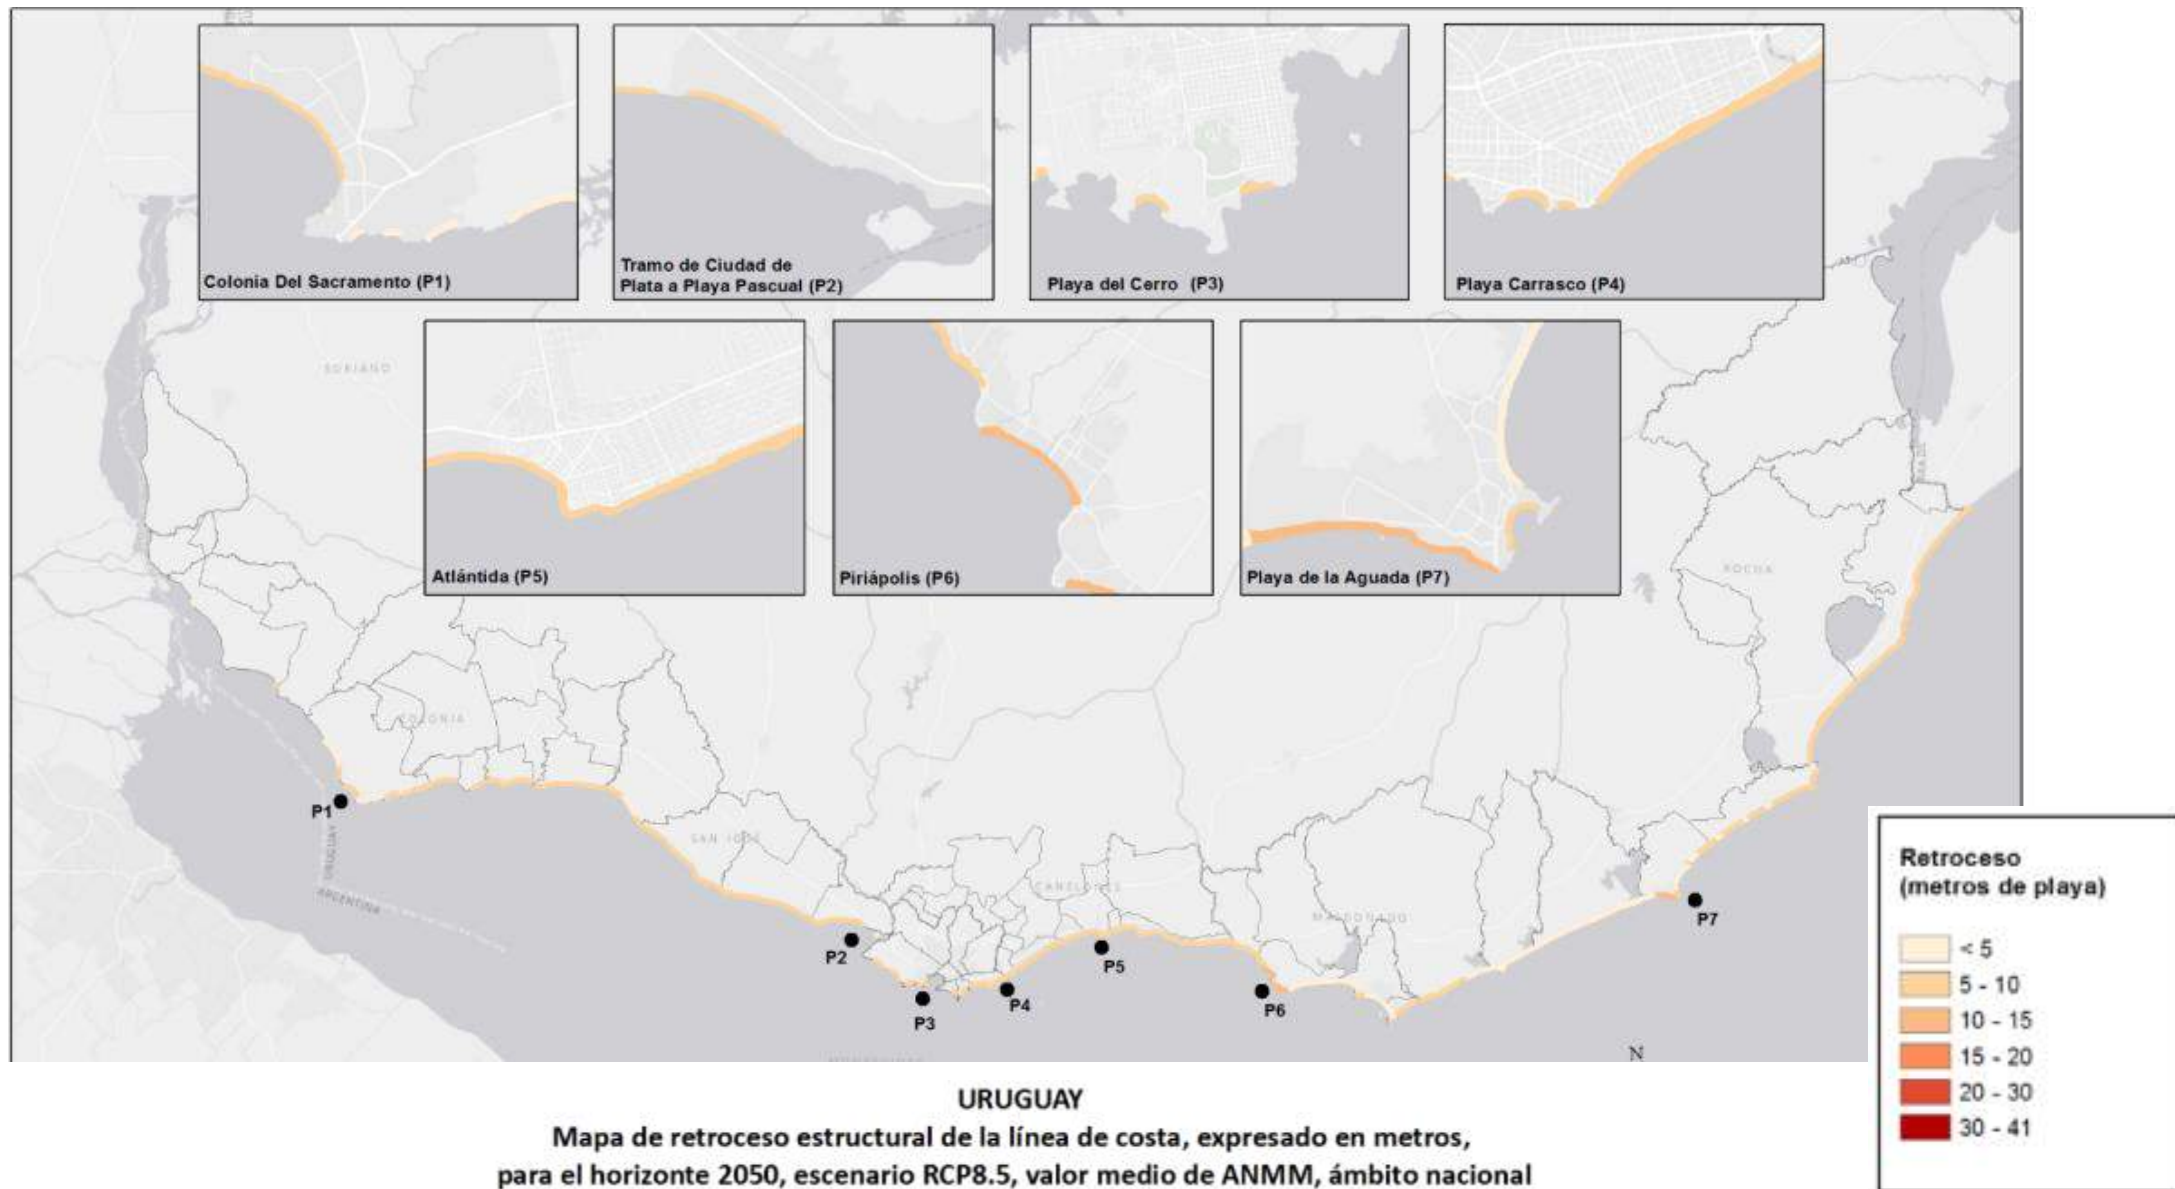 Colonia Del Sacramento (P1)
Tramo de Ciudad de
Plata a Playa Pascual (P2)
Playa del Cerro (P3)
Playa Carrasco (P4)
SORIANO
Atlántida (P5)
Piriápolis (P6)
Playa de la Aguada (P7)
ROCHA
COLONIA
P1
URUGUAY
ARGENTINA
SAN JOSÉ
CANELONES
MALDONADO
P2
P3
P4
P5
P6
P7
MONTEVIDEO
N
Retroceso
(metros de playa)
< 5
5 - 10
10 - 15
15 - 20
20 - 30
30 - 41
URUGUAY
Mapa de retroceso estructural de la línea de costa, expresado en metros,
para el horizonte 2050, escenario RCP8.5, valor medio de ANMM, ámbito nacional